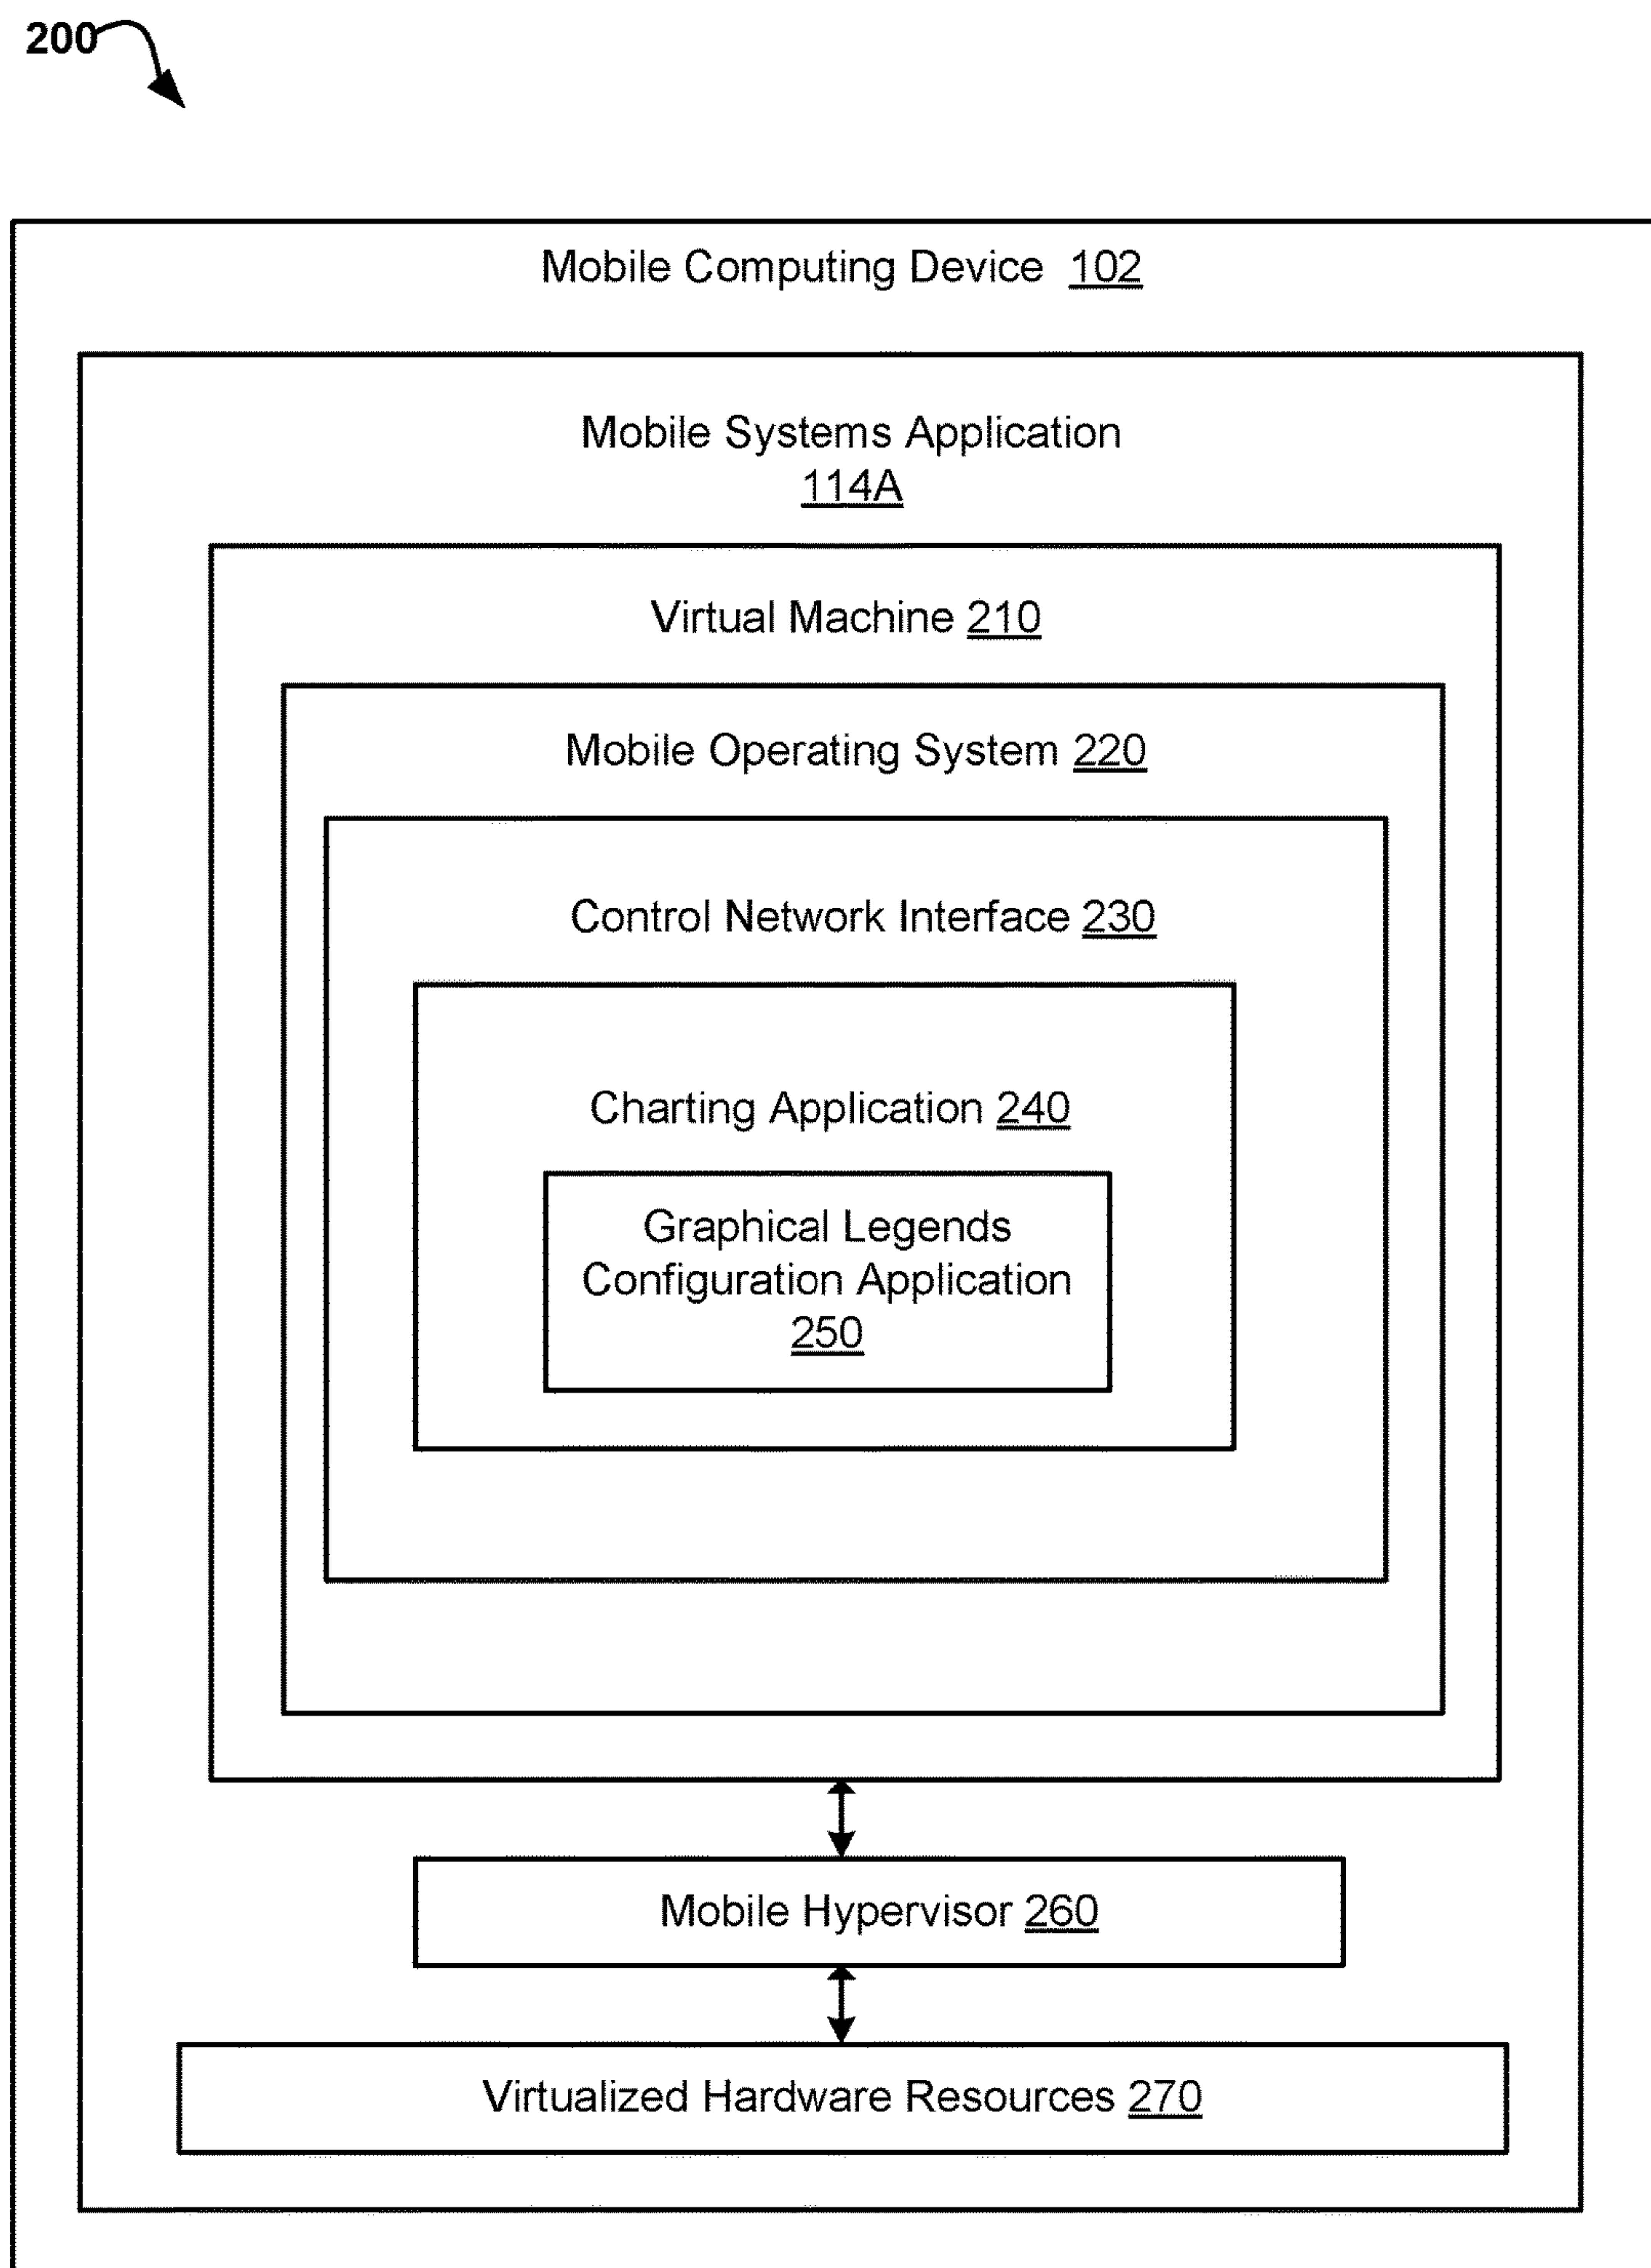 200
Mobile Computing Device 102
Mobile Systems Application
114A
Virtual Machine 210
Mobile Operating System 220
Control Network Interface 230
Charting Application 240
Graphical Legends
Configuration Application
250
Mobile Hypervisor 260
Virtualized Hardware Resources 270